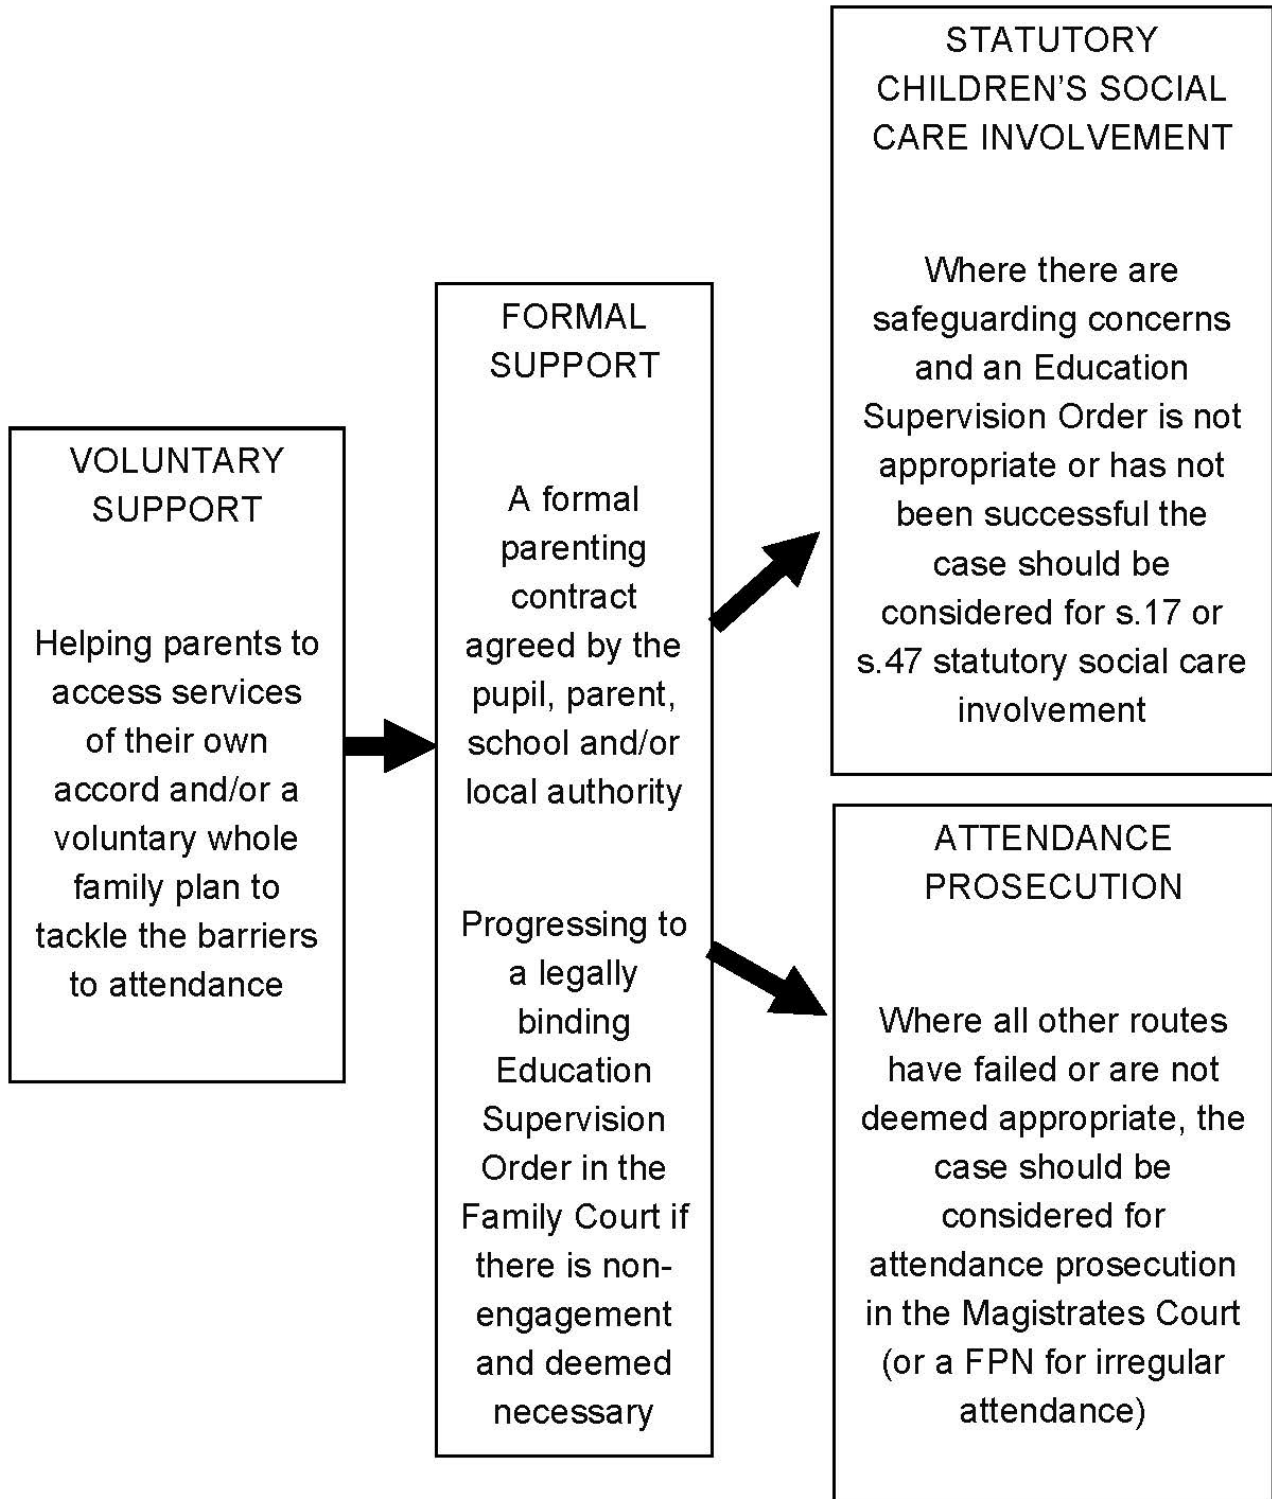 VOLUNTARY
SUPPORT
Helping parents to
access services
of their own
accord and/or a
voluntary whole
family plan to
tackle the barriers
to attendance
FORMAL
SUPPORT
A formal
parenting
contract
agreed by the
pupil, parent,
school and/or
local authority
Progressing to
a legally
binding
Education
Supervision
Order in the
Family Court if
there is non-
engagement
and deemed
necessary
STATUTORY
CHILDREN'S SOCIAL
CARE INVOLVEMENT
Where there are
safeguarding concerns
and an Education
Supervision Order is not
appropriate or has not
been successful the
case should be
considered for s.17 or
s.47 statutory social care
involvement
ATTENDANCE
PROSECUTION
Where all other routes
have failed or are not
deemed appropriate, the
case should be
considered for
attendance prosecution
in the Magistrates Court
(or a FPN for irregular
attendance)